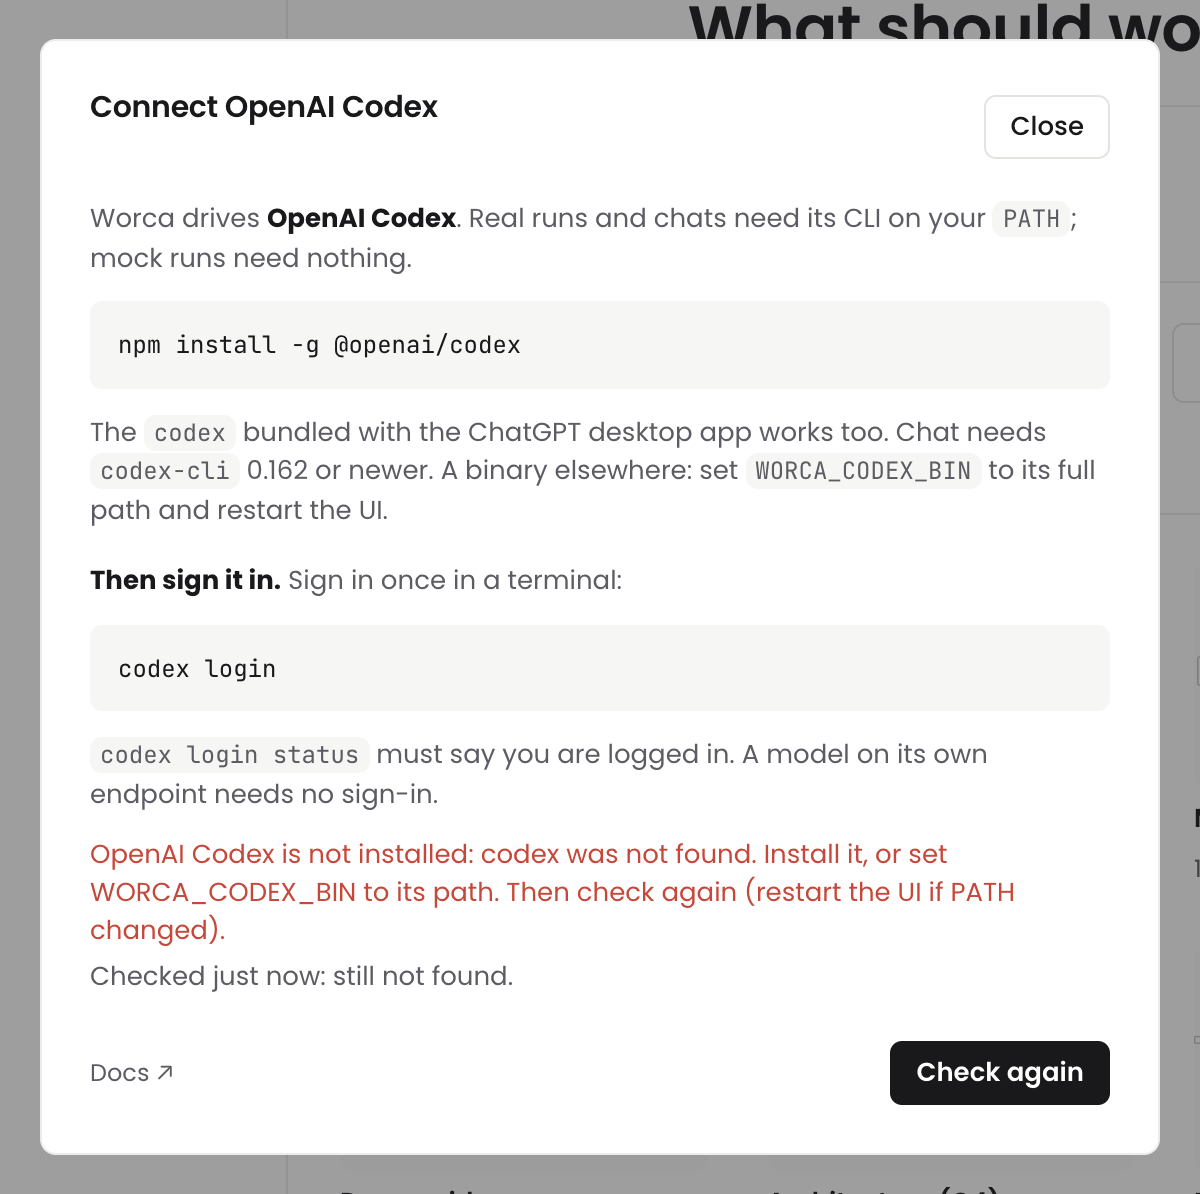 What should wo
Connect OpenAI Codex
Close
Worca drives OpenAI Codex. Real runs and chats need its CLI on your PATH;
mock runs need nothing.
npm install -g @openai/codex
The codex bundled with the ChatGPT desktop app works too. Chat needs
codex-cli 0.162 or newer. A binary elsewhere: set WORCA_CODEX_BIN to its full
path and restart the UI.
Then sign it in. Sign in once in a terminal:
codex login
codex login status must say you are logged in. A model on its own
endpoint needs no sign-in.
OpenAI Codex is not installed: codex was not found. Install it, or set
WORCA_CODEX_BIN to its path. Then check again (restart the UI if PATH
changed).
Checked just now: still not found.
Docs ↗
Check again